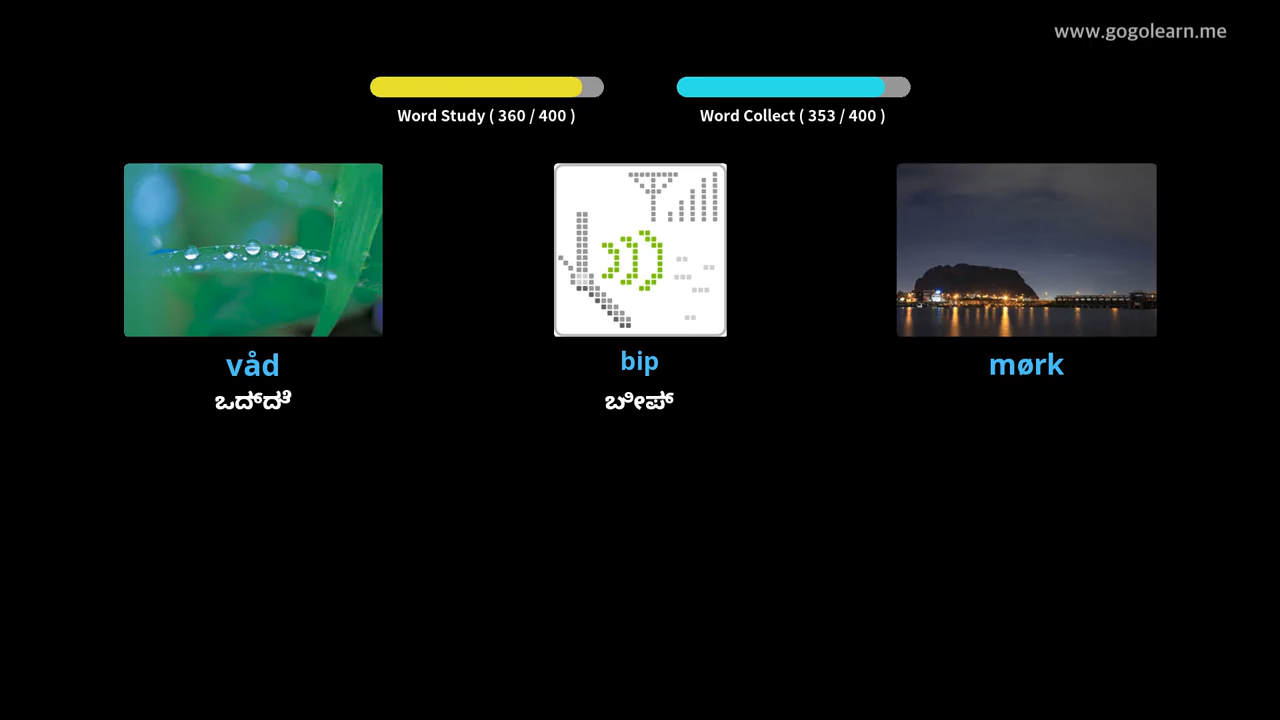 www.gogolearn.me
Word Study ( 360 / 400 )
Word Collect ( 353 / 400 )
våd
bip
mørk
ಒದ್ದೆ
ಬೀಪ್